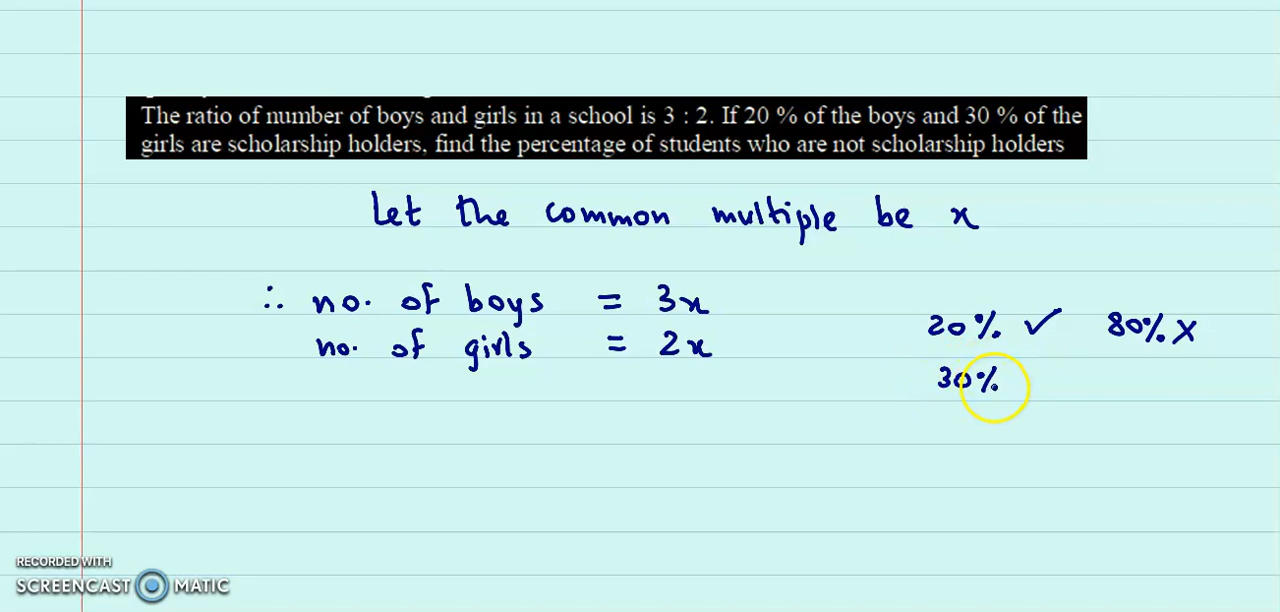 The ratio of number of boys and girls in a school is 3 : 2. If 20 % of the boys and 30 % of the
girls are scholarship holders, find the percentage of students who are not scholarship holders
Let the common multiple be x
∴ no. of boys = 3x
no. of girls = 2x
20% ✓ 80% X
30%
RECORDED WITH
SCREENCAST MATIC